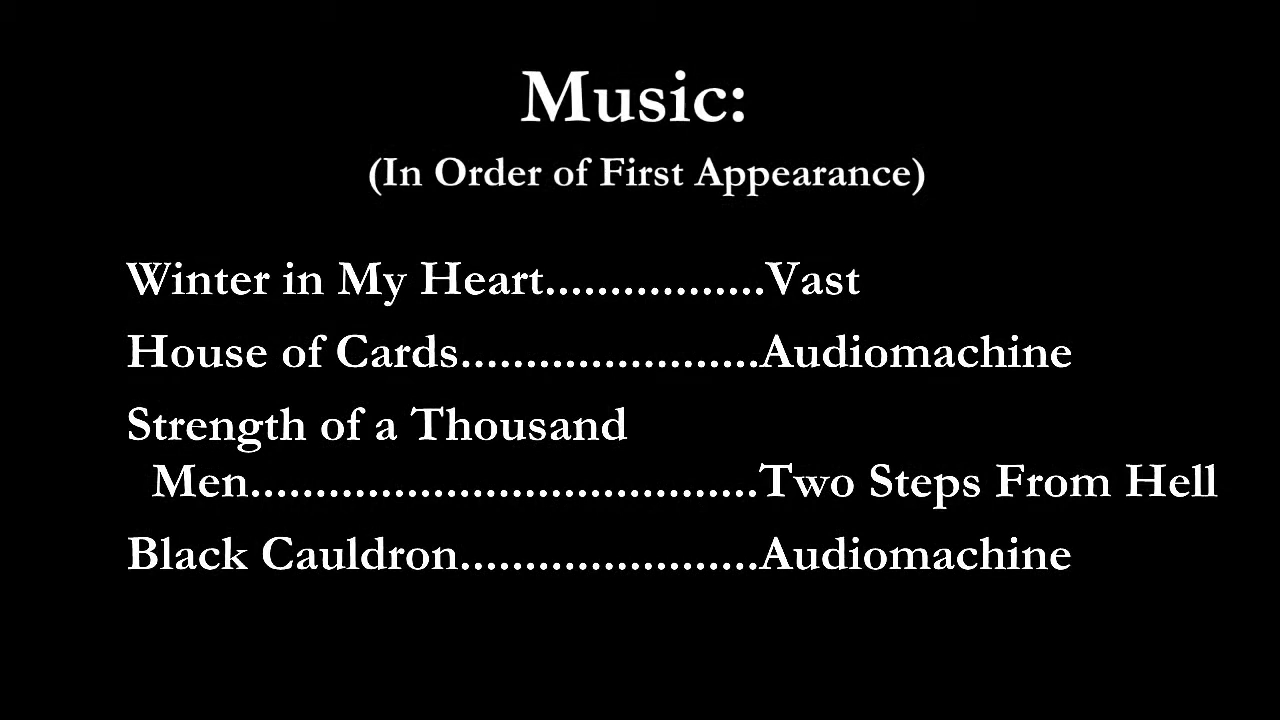 Music:
(In Order of First Appearance)
Winter in My Heart.................Vast
House of Cards.......................Audiomachine
Strength of a Thousand
Men.......................................Two Steps From Hell
Black Cauldron.......................Audiomachine